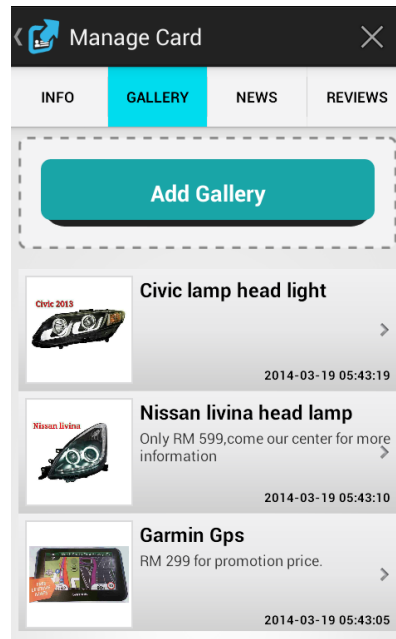 Manage Card
INFO GALLERY NEWS REVIEWS
Add Gallery
Civic 2013
Civic lamp head light
2014-03-19 05:43:19
Nissan livina
Nissan livina head lamp
Only RM 599,come our center for more
information
2014-03-19 05:43:10
Garmin Gps
RM 299 for promotion price.
2014-03-19 05:43:05